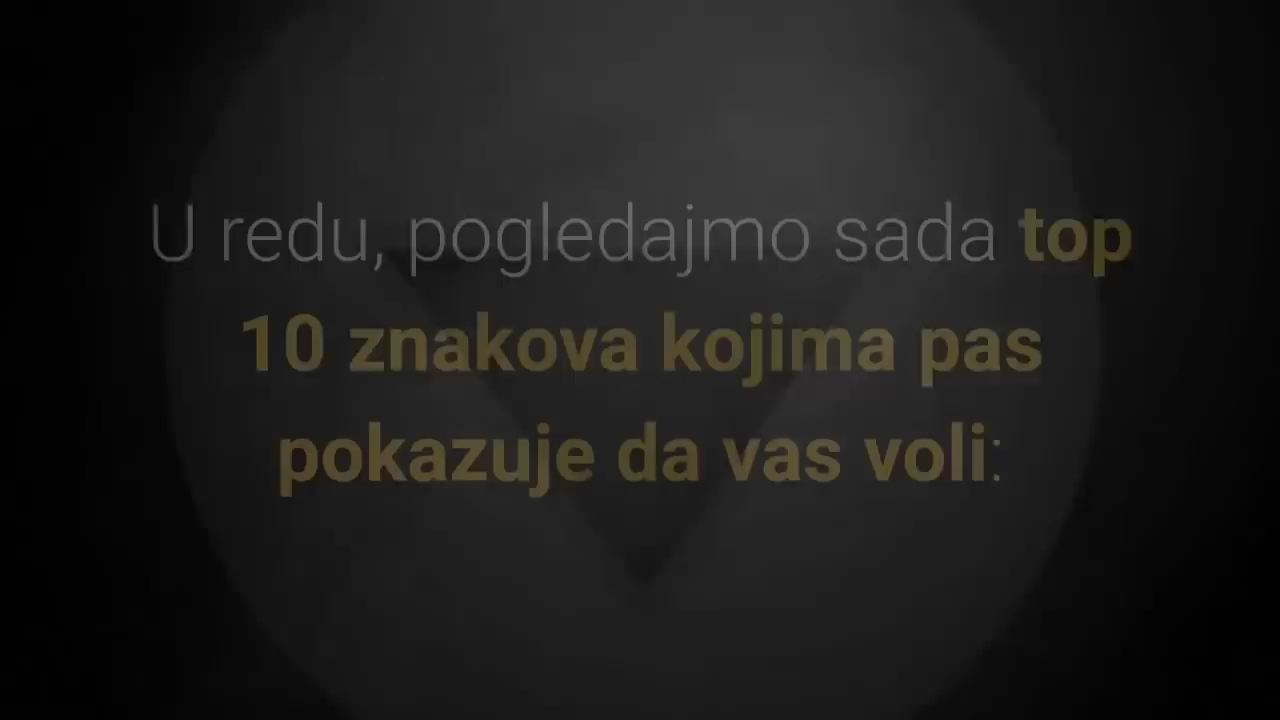 U redu, pogledajmo sada top
10 znakova kojima pas
pokazuje da vas voli: